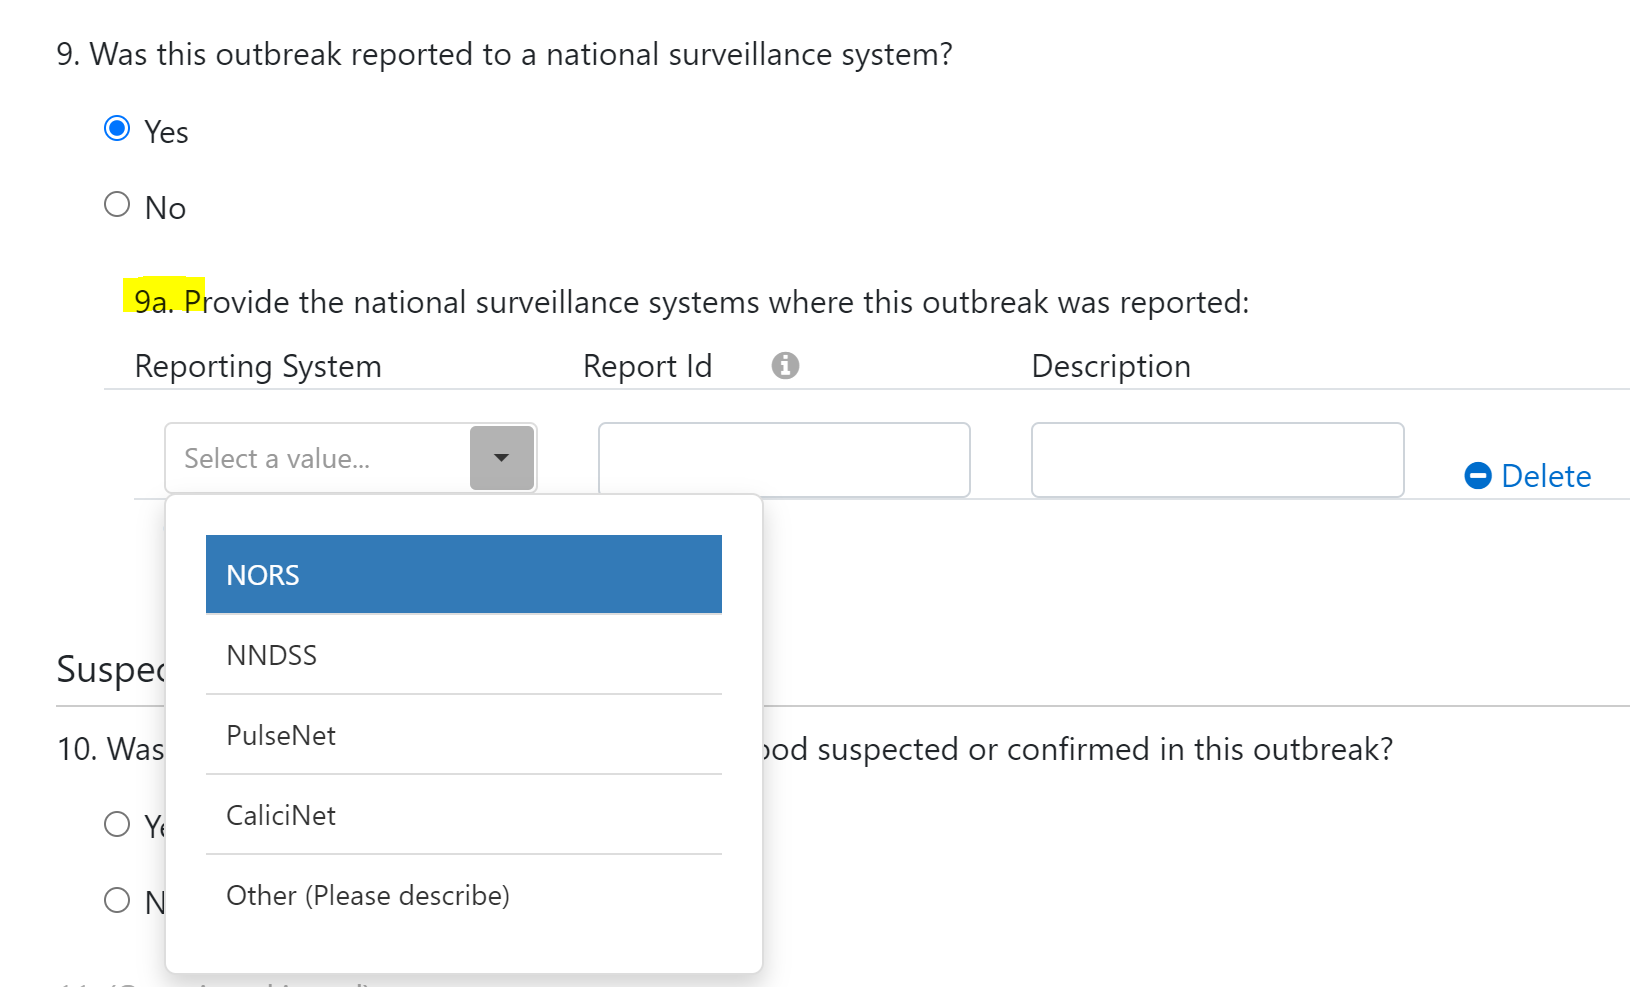 9. Was this outbreak reported to a national surveillance system?
Yes
No
9a. Provide the national surveillance systems where this outbreak was reported:
Reporting System Report Id Description
Select a value... Delete
NORS
NNDSS
PulseNet
CaliciNet
Other (Please describe)
10. Was suspected or confirmed in this outbreak?